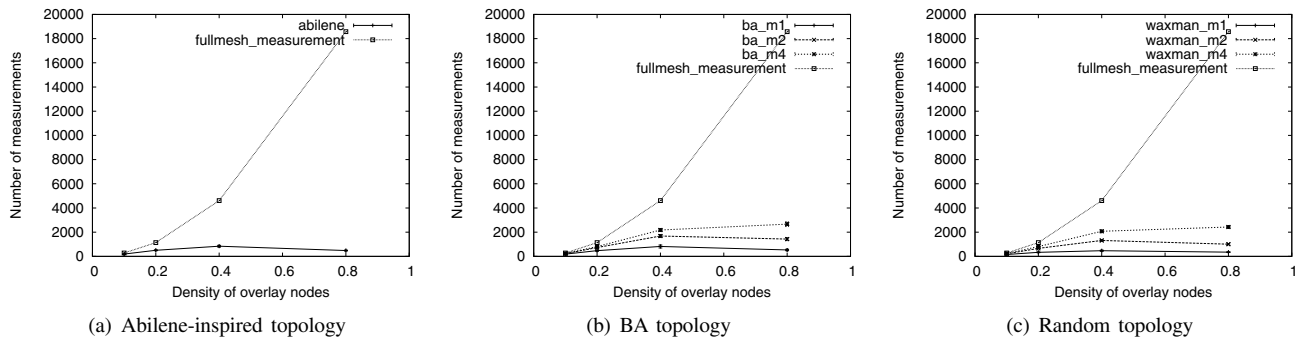 20000
18000
16000
14000
12000
10000
8000
6000
4000
2000
0
Number of measurements
abilene
fullmesh_measurement
0 0.2 0.4 0.6 0.8 1
Density of overlay nodes
(a) Abilene-inspired topology
20000
18000
16000
14000
12000
10000
8000
6000
4000
2000
0
Number of measurements
ba_m1
ba_m2
ba_m4
fullmesh_measurement
0 0.2 0.4 0.6 0.8 1
Density of overlay nodes
(b) BA topology
20000
18000
16000
14000
12000
10000
8000
6000
4000
2000
0
Number of measurements
waxman_m1
waxman_m2
waxman_m4
fullmesh_measurement
0 0.2 0.4 0.6 0.8 1
Density of overlay nodes
(c) Random topology